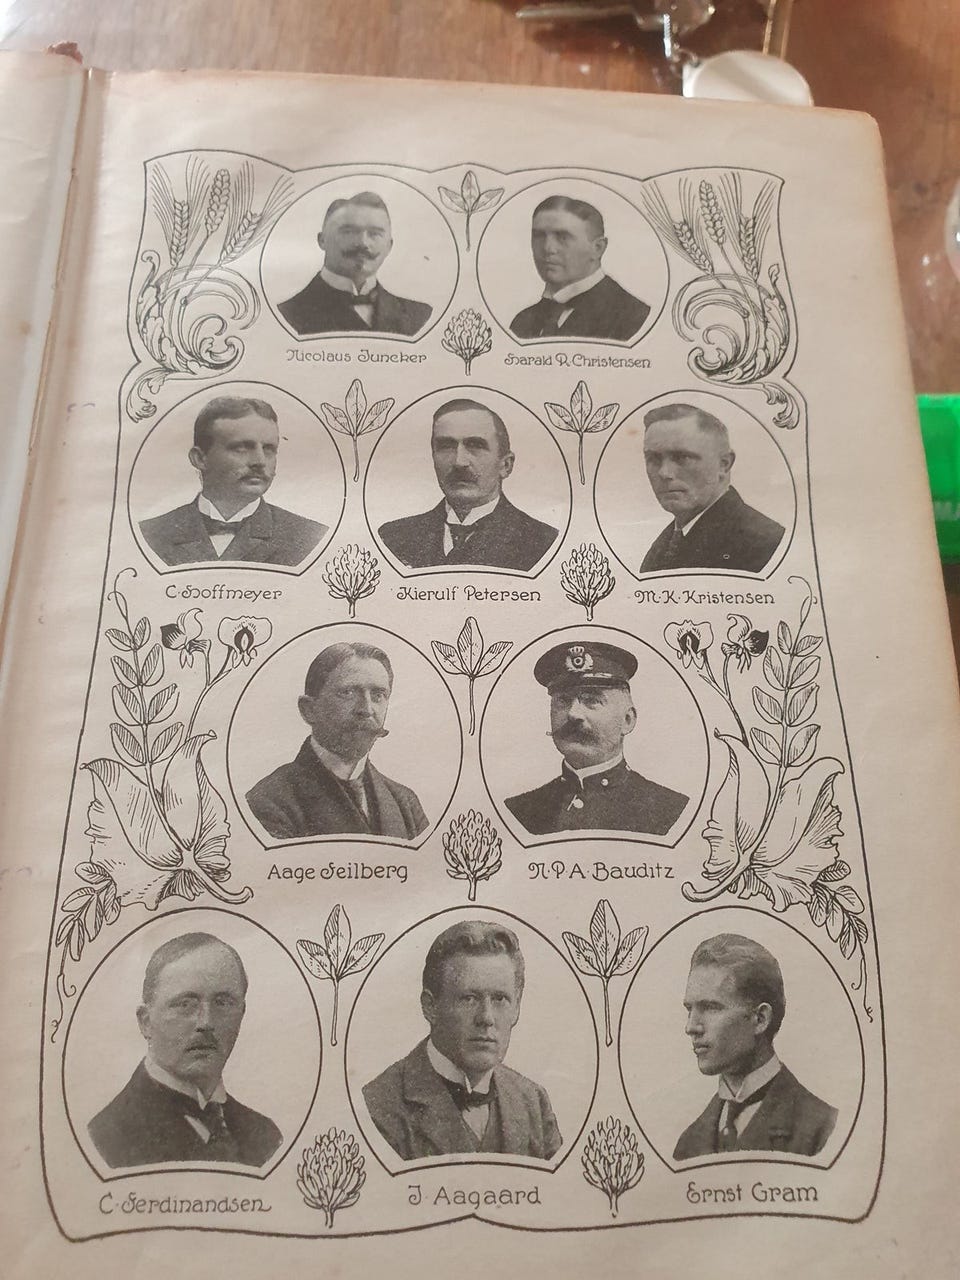 Nicolaus Juncker
Harald R. Christensen
C. Hoffmeyer
Kierulf Petersen
M. K. Kristensen
Aage Feilberg
N. P. A. Bauditz
C. Ferdinandsen
J. Aagaard
Ernst Gram